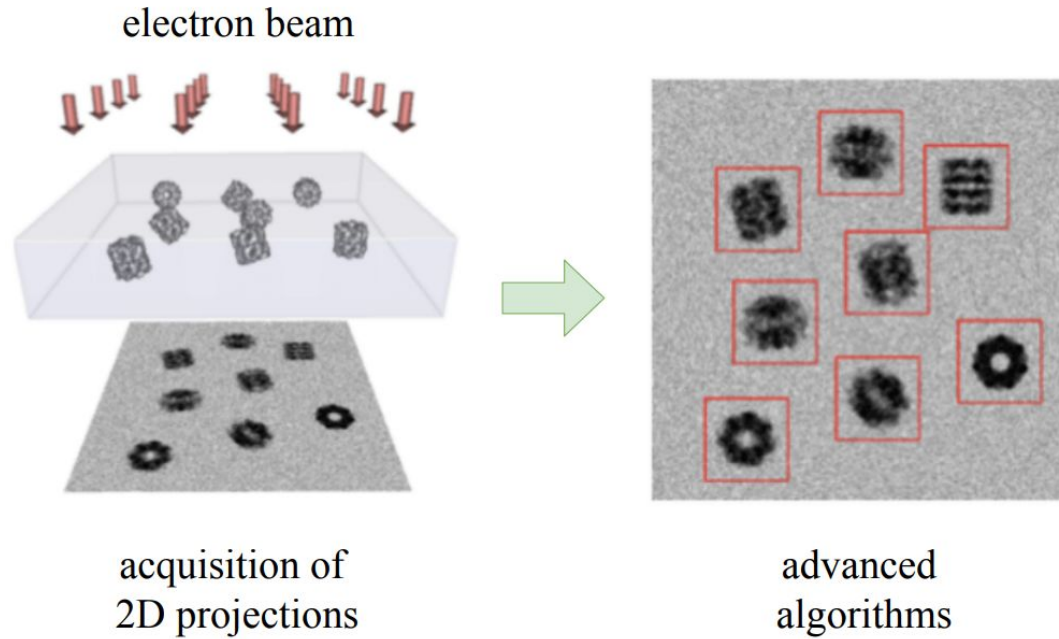 electron beam
acquisition of
2D projections
advanced
algorithms